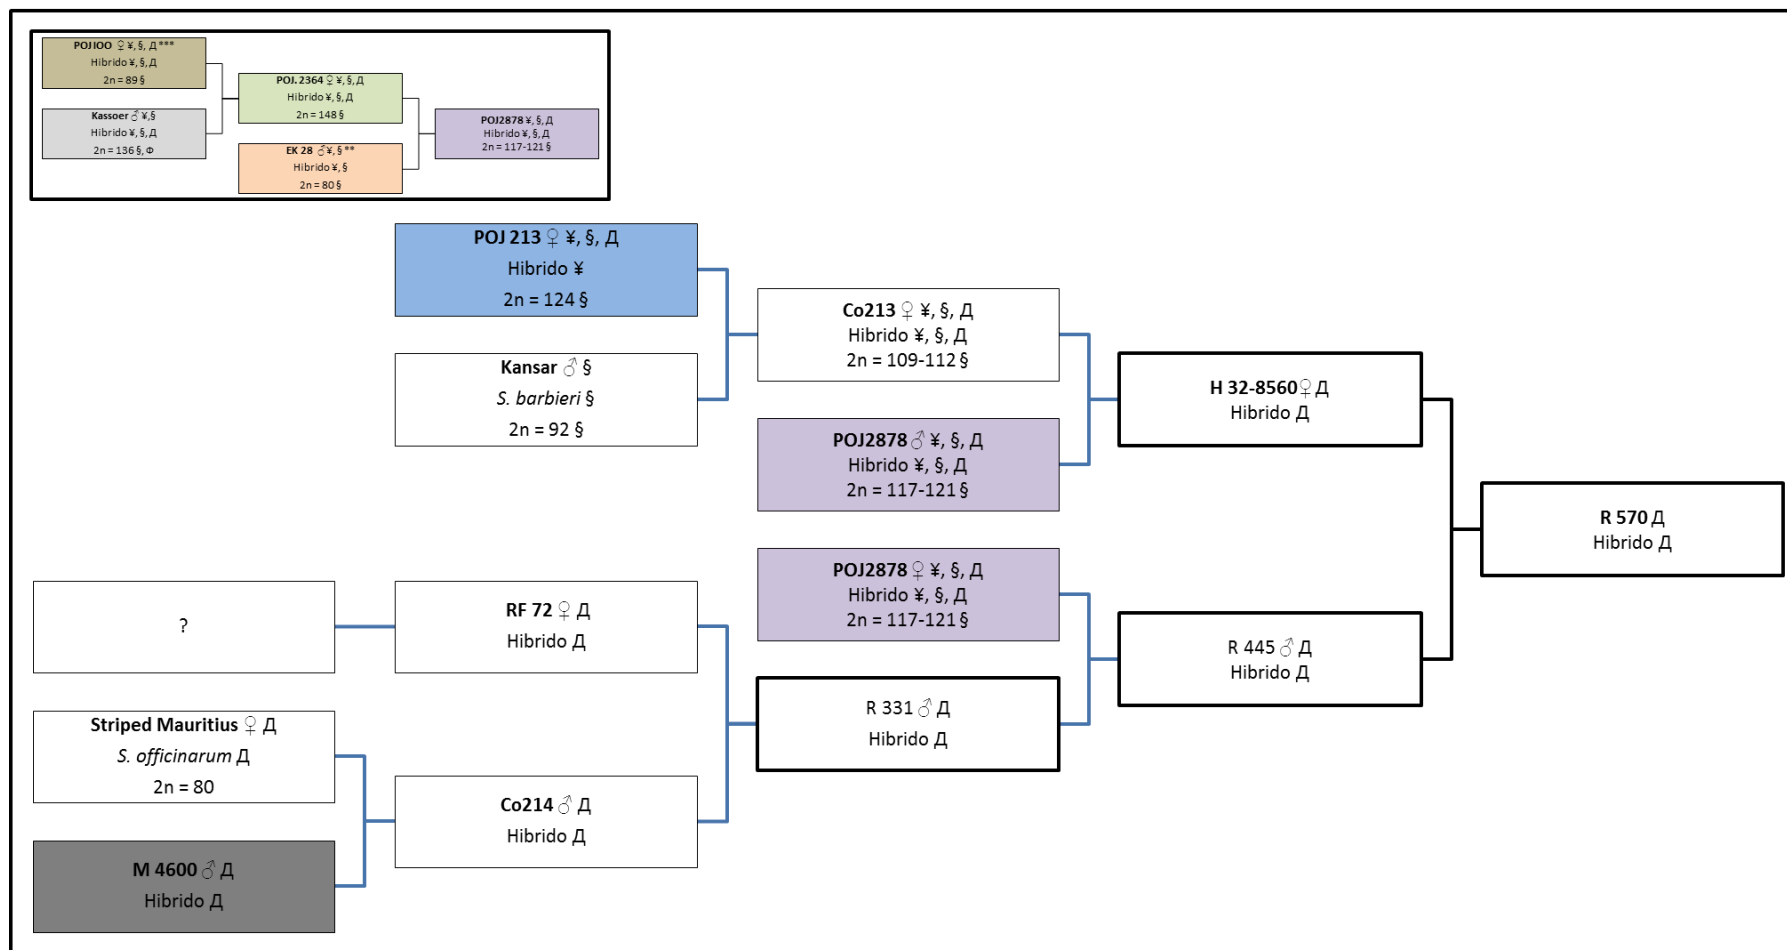 POJ100 ♀ ¥, §, Д ***
Hibrido ¥, §, Д
2n = 89 §
Kassoer ♂ ¥,§
Hibrido ¥, §, Д
2n = 136 §, Ф
POJ. 2364 ♀ ¥, §, Д
Hibrido ¥, §, Д
2n = 148 §
EK 28 ♂ ¥, § **
Hibrido ¥, §
2n = 80 §
POJ2878 ¥, §, Д
Hibrido ¥, §, Д
2n = 117-121 §
POJ 213 ♀ ¥, §, Д
Hibrido ¥
2n = 124 §
Kansar ♂ §
S. barbieri §
2n = 92 §
Co213 ♀ ¥, §, Д
Hibrido ¥, §, Д
2n = 109-112 §
POJ2878 ♂ ¥, §, Д
Hibrido ¥, §, Д
2n = 117-121 §
H 32-8560 ♀ Д
Hibrido Д
R 570 Д
Hibrido Д
POJ2878 ♀ ¥, §, Д
Hibrido ¥, §, Д
2n = 117-121 §
?
RF 72 ♀ Д
Hibrido Д
R 445 ♂ Д
Hibrido Д
R 331 ♂ Д
Hibrido Д
Striped Mauritius ♀ Д
S. officinarum Д
2n = 80
Co214 ♂ Д
Hibrido Д
M 4600 ♂ Д
Hibrido Д